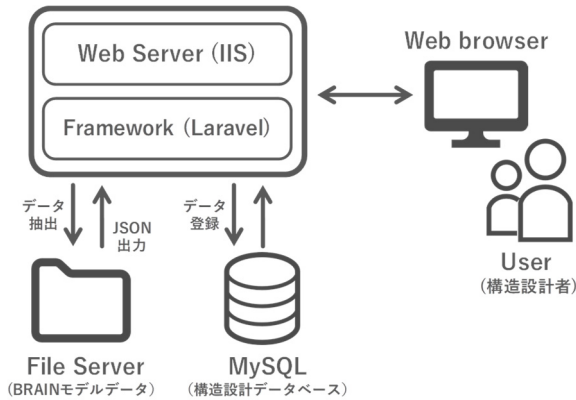 Web Server (IIS)
Framework (Laravel)
Web browser
データ
抽出
JSON
出力
データ
登録
User
(構造設計者)
File Server
(BRAINモデルデータ)
MySQL
(構造設計データベース)